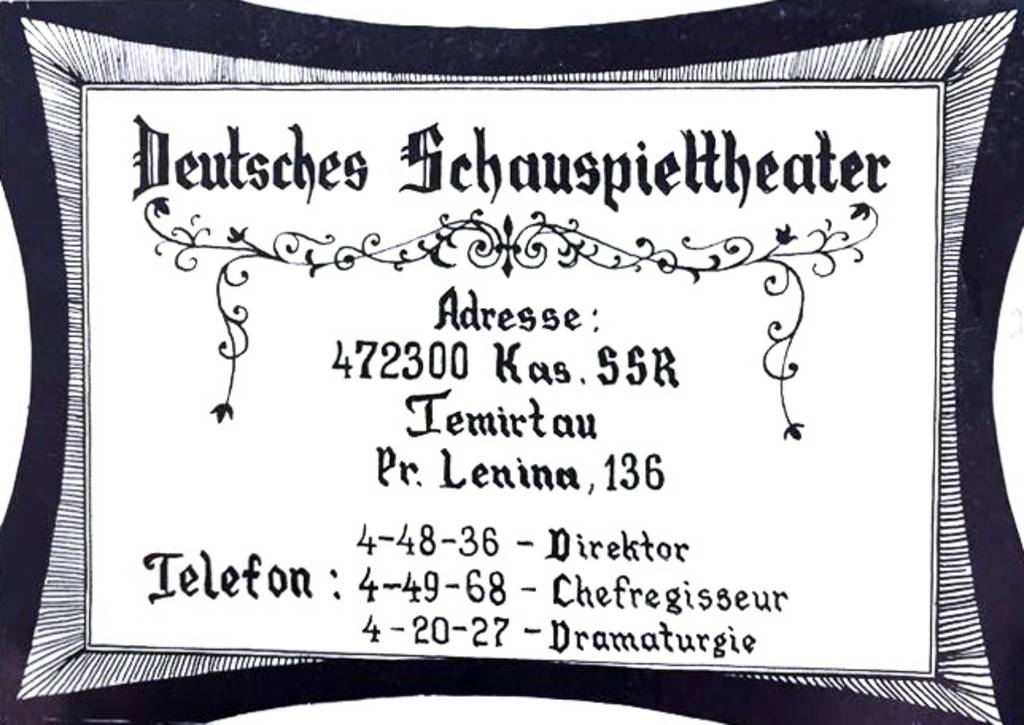 Deutsches Schauspieltheater
Adresse:
472300 Kas. SSR
Temirtau
Pr. Lenina, 136
Telefon: 4-48-36 - Direktor
4-49-68 - Chefregisseur
4-20-27 - Dramaturgie